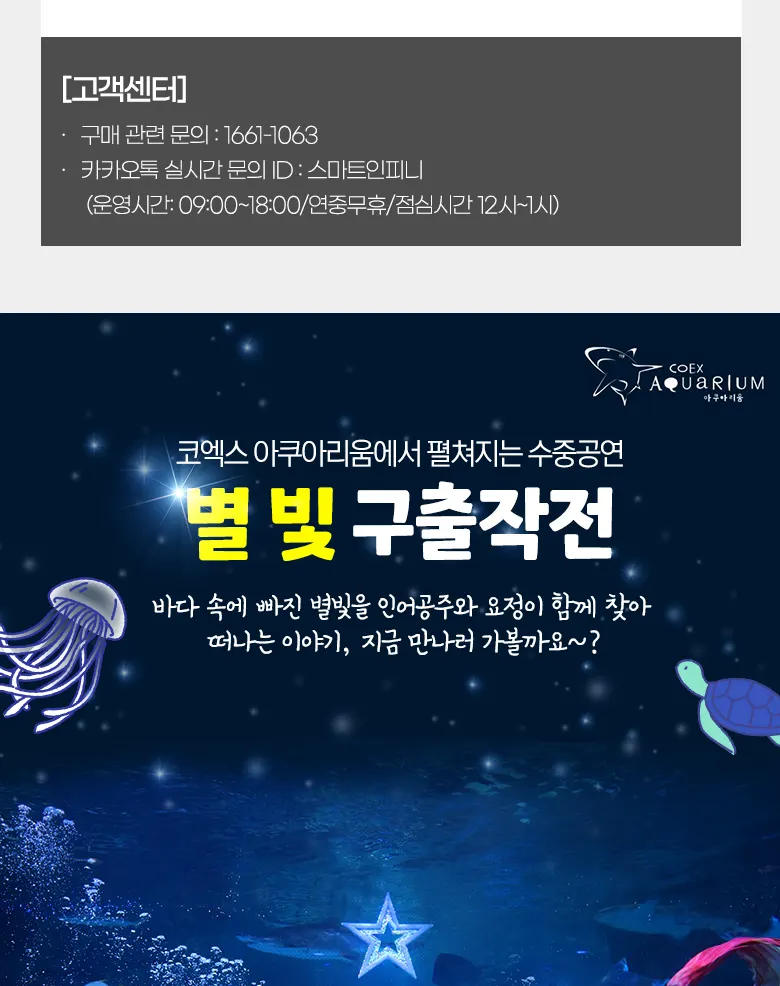 [고객센터]
· 구매 관련 문의 : 1661-1063
· 카카오톡 실시간 문의 ID : 스마트인피니
(운영시간: 09:00~18:00/연중무휴/점심시간 12시~1시)
COEX
AQUARIUM
아쿠아리움
코엑스 아쿠아리움에서 펼쳐지는 수중공연
별 빛 구출작전
바다 속에 빠진 별빛을 인어공주와 요정이 함께 찾아
떠나는 이야기, 지금 만나러 가볼까요~?